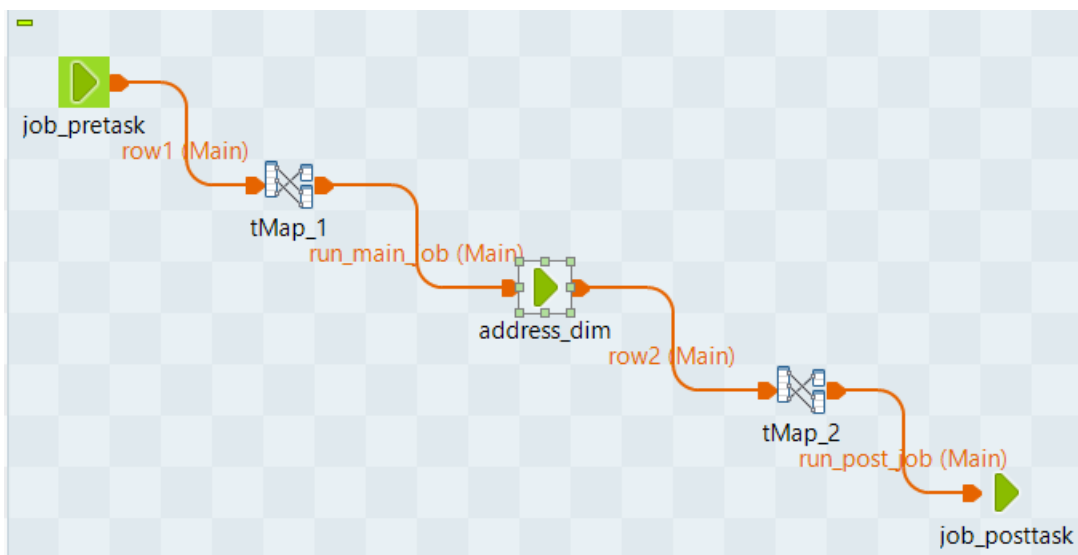 job_pretask
row1 (Main)
tMap_1
run_main_job (Main)
address_dim
row2 (Main)
tMap_2
run_post_job (Main)
job_posttask